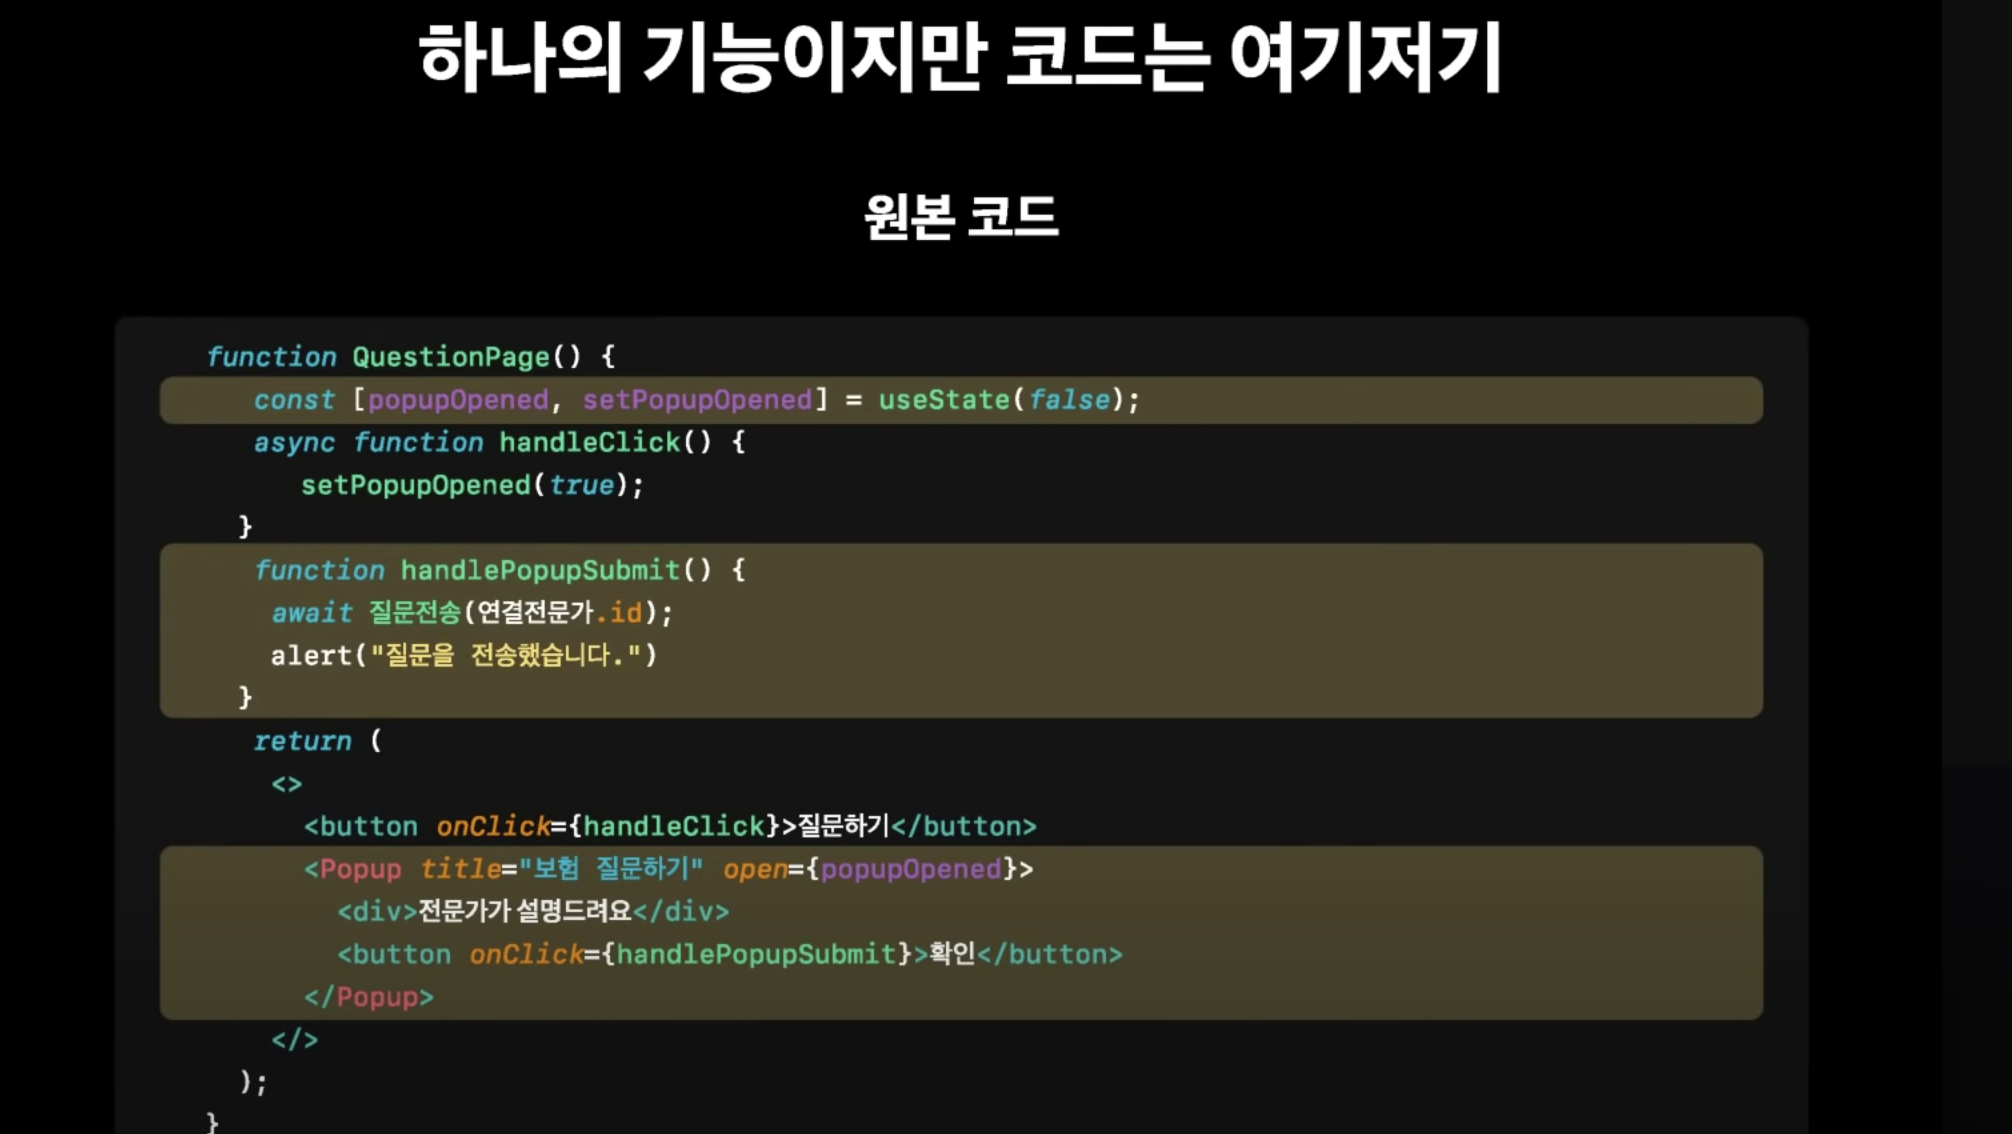 하나의 기능이지만 코드는 여기저기
원본 코드
function QuestionPage() {
const [popupOpened, setPopupOpened] = useState(false);
async function handleClick() {
setPopupOpened(true);
}
function handlePopupSubmit() {
await 질문전송(연결전문가.id);
alert("질문을 전송했습니다.")
}
return (
<>
<button onClick={handleClick}>질문하기</button>
<Popup title="보험 질문하기" open={popupOpened}>
<div>전문가가 설명드려요</div>
<button onClick={handlePopupSubmit}>확인</button>
</Popup>
</>
);
}